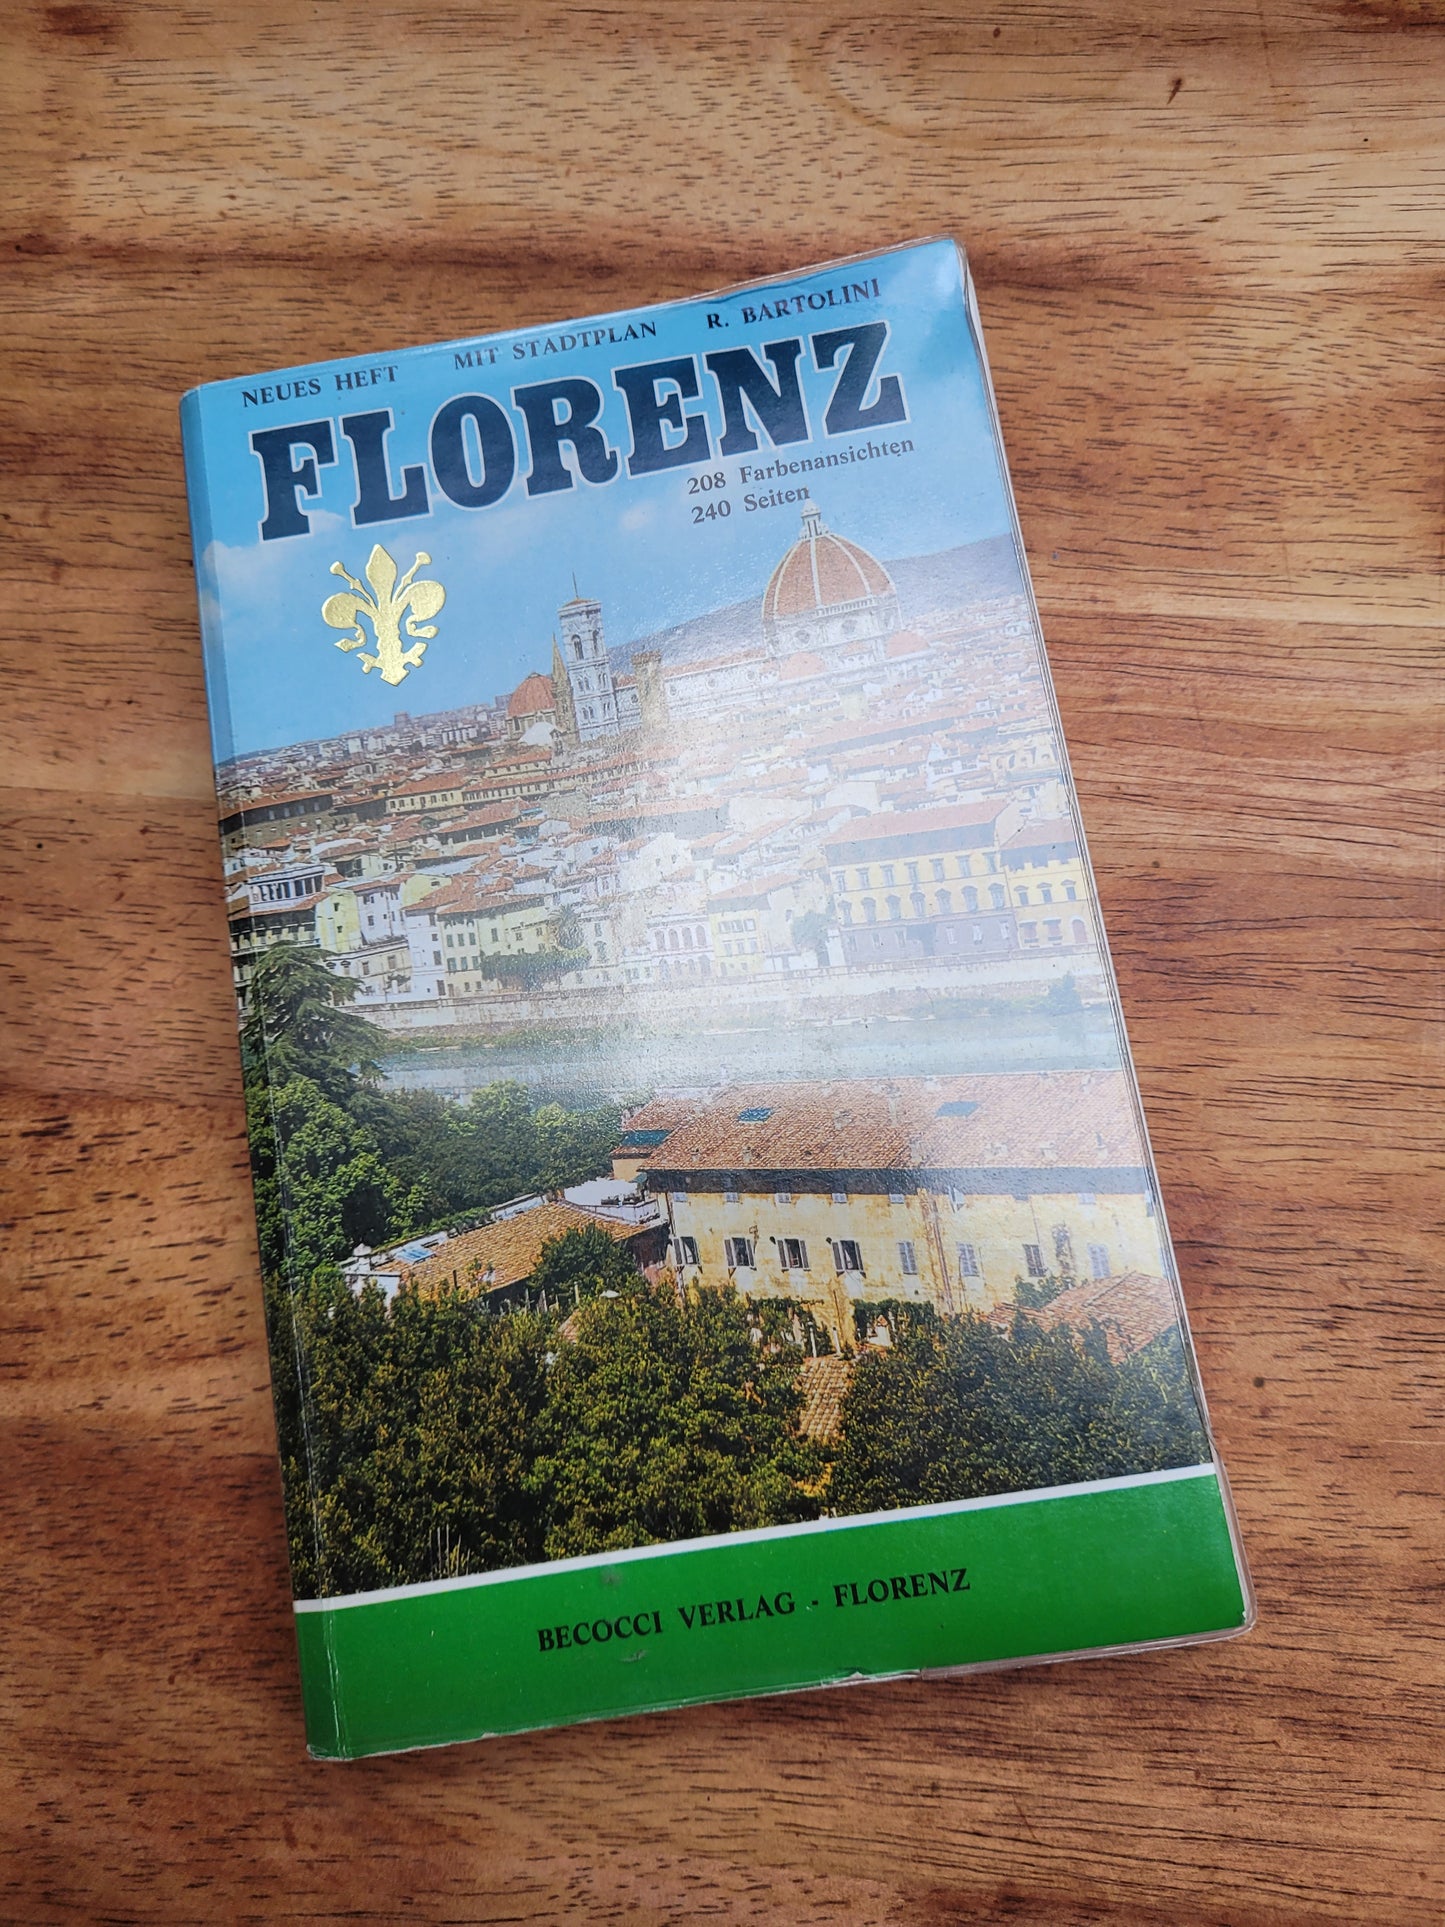 NEUES HEFT MIT STADTPLAN R. BARTOLINI
FLORENZ
208 Farbenansichten
240 Seiten
BECOCCI VERLAG - FLORENZ